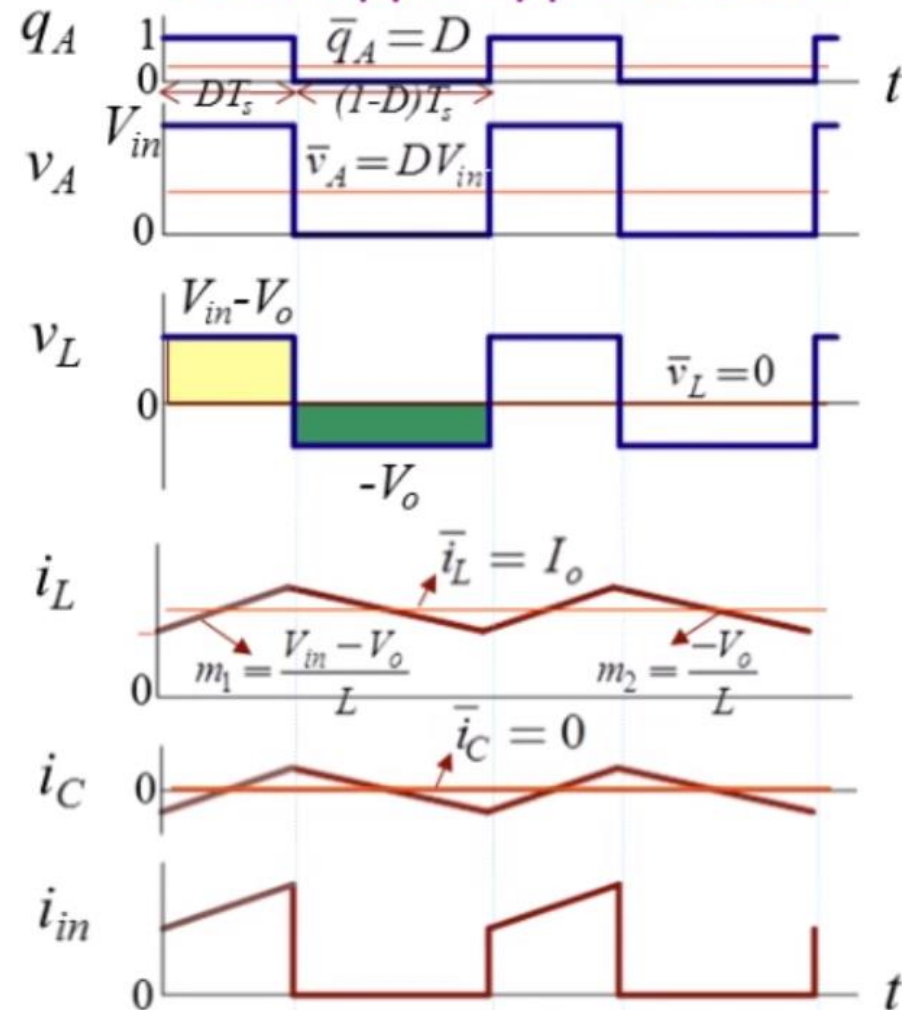 q_A 1 q̄_A = D
0 t
DT_s (1-D)T_s
V_in
v_A v̄_A = DV_in
0
V_in-V_o
v_L v̄_L = 0
0
-V_o
ī_L = I_o
i_L
m_1 = (V_in − V_o)/L m_2 = −V_o/L
0
ī_C = 0
i_C 0
i_in
0 t